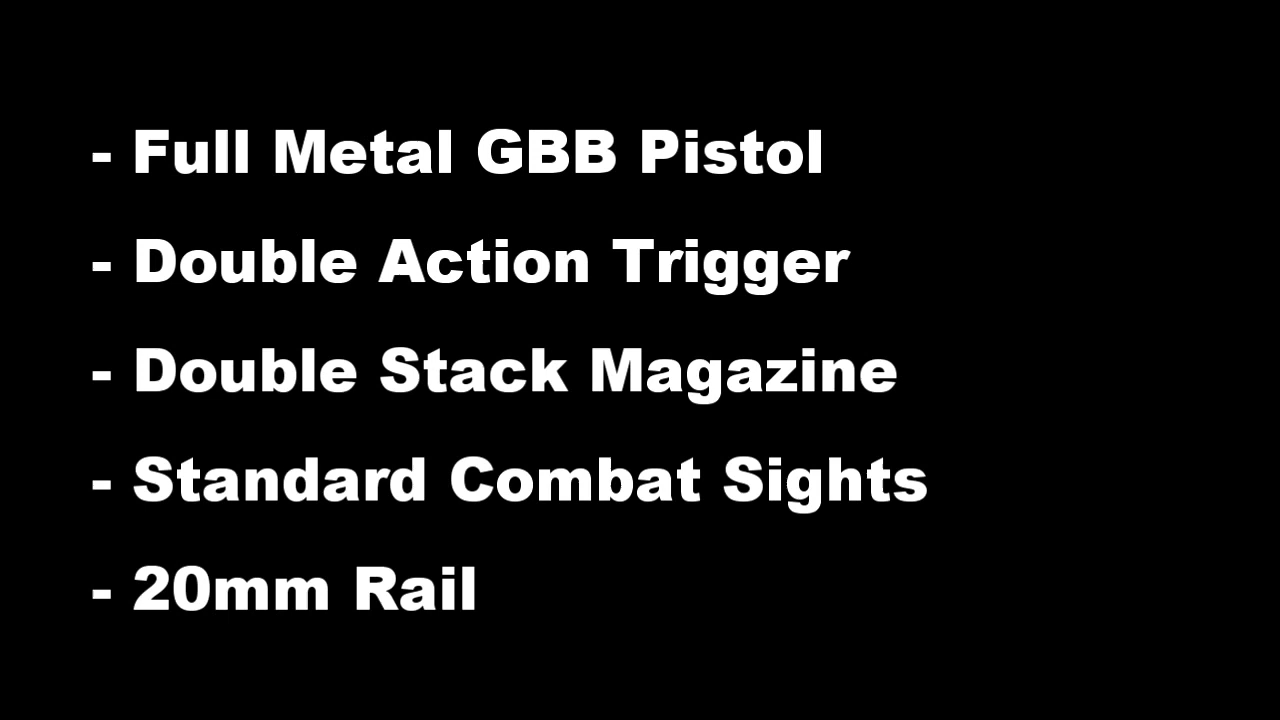 - Full Metal GBB Pistol
- Double Action Trigger
- Double Stack Magazine
- Standard Combat Sights
- 20mm Rail